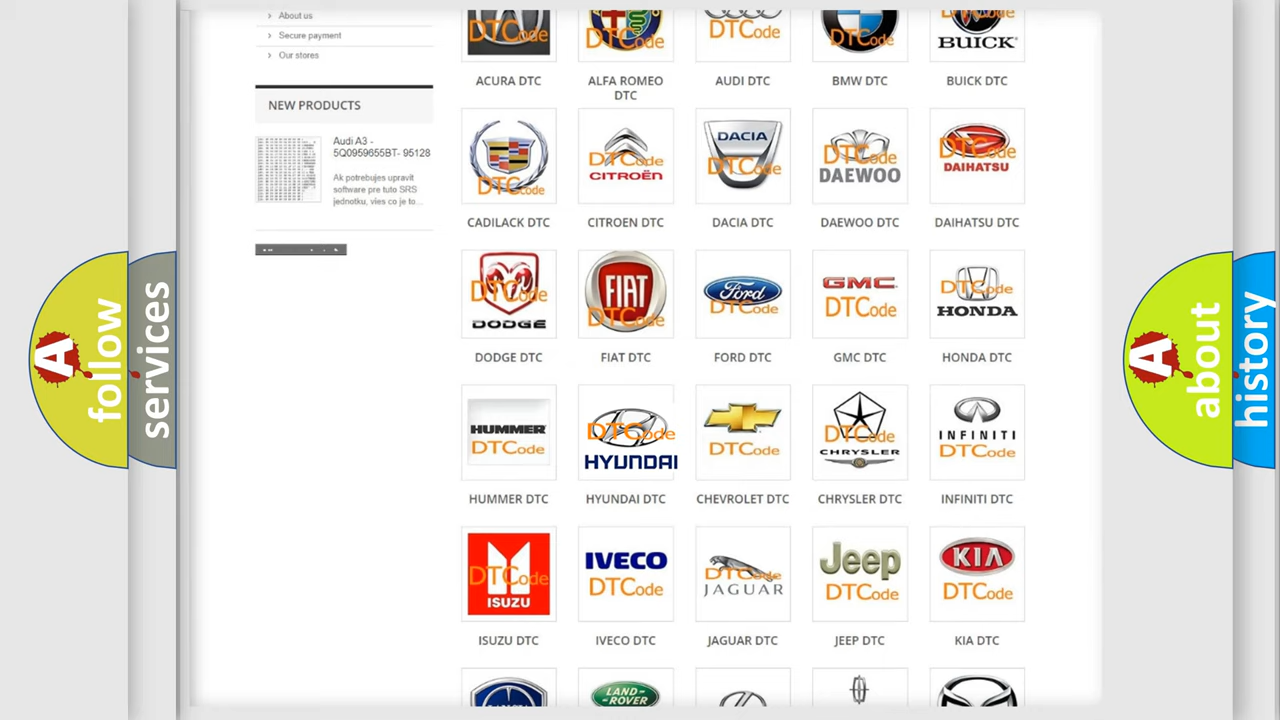 About us
Secure payment
Our stores
NEW PRODUCTS
Audi A3 -
5Q0959655BT- 95128
Ak potrebujes upravit
software pre tuto SRS
jednotku, vies co je to...
DTCode
DTCode
DTCode
DTCode
BUICK
ACURA DTC
ALFA ROMEO
DTC
AUDI DTC
BMW DTC
BUICK DTC
DTCode
DTCode
CITROËN
DACIA
DTCode
DTCode
DAEWOO
DTCode
DAIHATSU
CADILACK DTC
CITROEN DTC
DACIA DTC
DAEWOO DTC
DAIHATSU DTC
DTCode
DODGE
FIAT
DTCode
Ford
DTCode
GMC
DTCode
DTCode
HONDA
DODGE DTC
FIAT DTC
FORD DTC
GMC DTC
HONDA DTC
HUMMER
DTCode
DTCode
HYUNDAI
DTCode
DTCode
CHRYSLER
INFINITI
DTCode
HUMMER DTC
HYUNDAI DTC
CHEVROLET DTC
CHRYSLER DTC
INFINITI DTC
DTCode
ISUZU
IVECO
DTCode
DTCode
JAGUAR
Jeep
DTCode
KIA
DTCode
ISUZU DTC
IVECO DTC
JAGUAR DTC
JEEP DTC
KIA DTC
LAND-
ROVER
A
follow
services
A
about
history